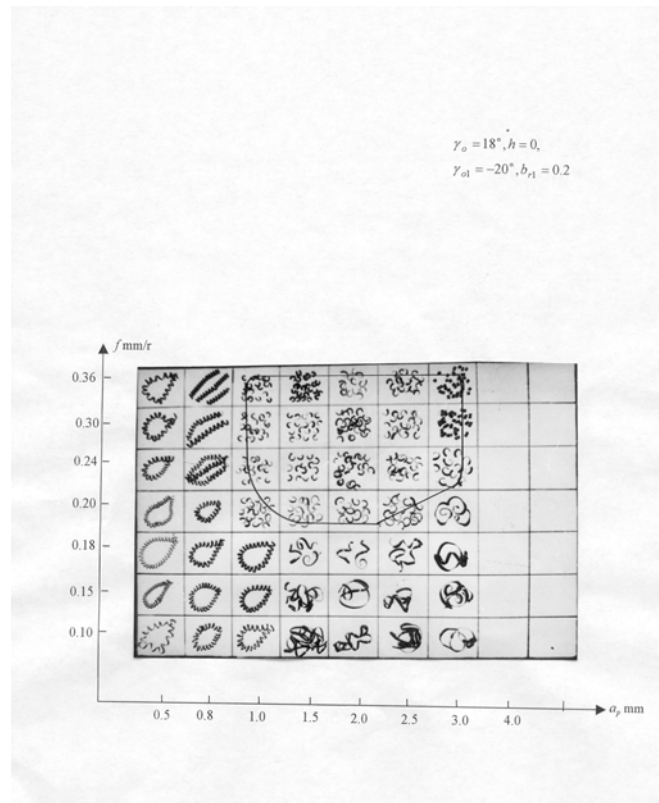 γo = 18°, h = 0,
γo1 = −20°, br1 = 0.2
f mm/r
0.36
0.30
0.24
0.20
0.18
0.15
0.10
0.5 0.8 1.0 1.5 2.0 2.5 3.0 4.0 ap mm